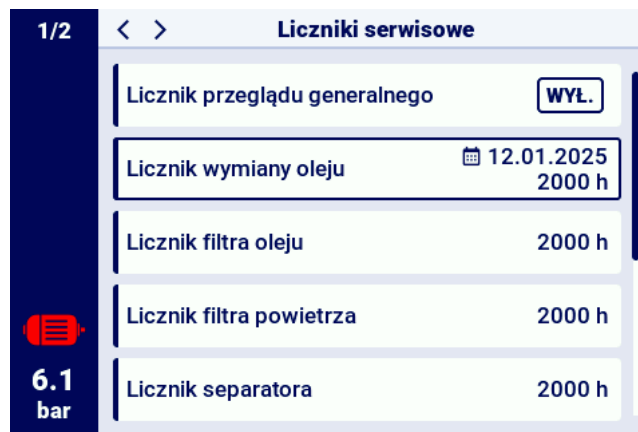 1/2
Liczniki serwisowe
Licznik przeglądu generalnego
WYŁ.
Licznik wymiany oleju
12.01.2025
2000 h
Licznik filtra oleju
2000 h
Licznik filtra powietrza
2000 h
Licznik separatora
2000 h
6.1
bar